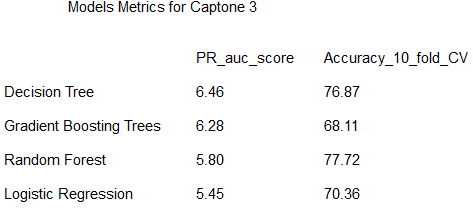 Models Metrics for Captone 3
PR_auc_score Accuracy_10_fold_CV
Decision Tree 6.46 76.87
Gradient Boosting Trees 6.28 68.11
Random Forest 5.80 77.72
Logistic Regression 5.45 70.36